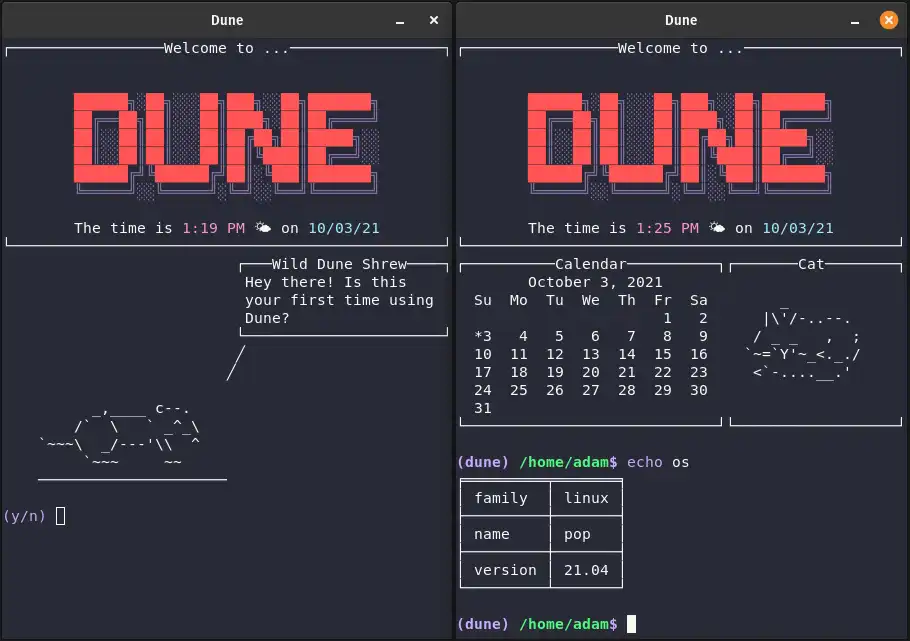 Dune
Welcome to ...
DUNE
The time is 1:19 PM 🌤 on 10/03/21
Wild Dune Shrew
Hey there! Is this
your first time using
Dune?
(y/n)
Dune
Welcome to ...
DUNE
The time is 1:25 PM 🌤 on 10/03/21
Calendar
October 3, 2021
Su Mo Tu We Th Fr Sa
1 2
*3 4 5 6 7 8 9
10 11 12 13 14 15 16
17 18 19 20 21 22 23
24 25 26 27 28 29 30
31
Cat
(dune) /home/adam$ echo os
family linux
name pop
version 21.04
(dune) /home/adam$